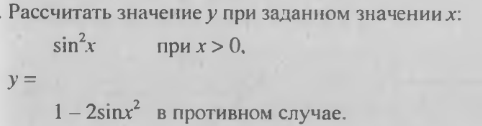 Рассчитать значение y при заданном значении x:
sin²x при x > 0,
y =
1 – 2sinx² в противном случае.